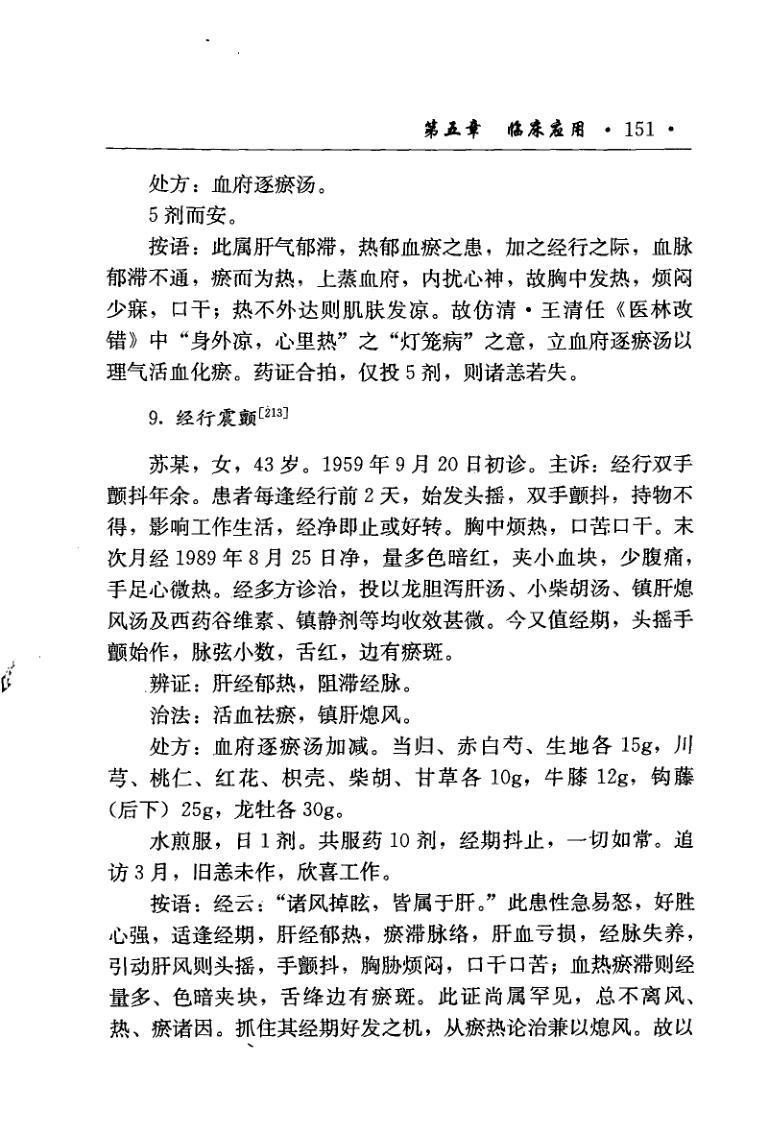 第五章　临床应用 · 151 ·
处方：血府逐瘀汤。
5 剂而安。
按语：此属肝气郁滞，热郁血瘀之患，加之经行之际，血脉
郁滞不通，瘀而为热，上蒸血府，内扰心神，故胸中发热，烦闷
少寐，口干；热不外达则肌肤发凉。故仿清·王清任《医林改
错》中“身外凉，心里热”之“灯笼病”之意，立血府逐瘀汤以
理气活血化瘀。药证合拍，仅投 5 剂，则诸恙若失。
9. 经行震颤[213]
苏某，女，43 岁。1959 年 9 月 20 日初诊。主诉：经行双手
颤抖年余。患者每逢经行前 2 天，始发头摇，双手颤抖，持物不
得，影响工作生活，经净即止或好转。胸中烦热，口苦口干。末
次月经 1989 年 8 月 25 日净，量多色暗红，夹小血块，少腹痛，
手足心微热。经多方诊治，投以龙胆泻肝汤、小柴胡汤、镇肝熄
风汤及西药谷维素、镇静剂等均收效甚微。今又值经期，头摇手
颤始作，脉弦小数，舌红，边有瘀斑。
辨证：肝经郁热，阻滞经脉。
治法：活血祛瘀，镇肝熄风。
处方：血府逐瘀汤加减。当归、赤白芍、生地各 15g，川
芎、桃仁、红花、枳壳、柴胡、甘草各 10g，牛膝 12g，钩藤
（后下）25g，龙牡各 30g。
水煎服，日 1 剂。共服药 10 剂，经期抖止，一切如常。追
访 3 月，旧恙未作，欣喜工作。
按语：经云：“诸风掉眩，皆属于肝。”此患性急易怒，好胜
心强，适逢经期，肝经郁热，瘀滞脉络，肝血亏损，经脉失养，
引动肝风则头摇，手颤抖，胸胁烦闷，口干口苦；血热瘀滞则经
量多、色暗夹块，舌绛边有瘀斑。此证尚属罕见，总不离风、
热、瘀诸因。抓住其经期好发之机，从瘀热论治兼以熄风。故以